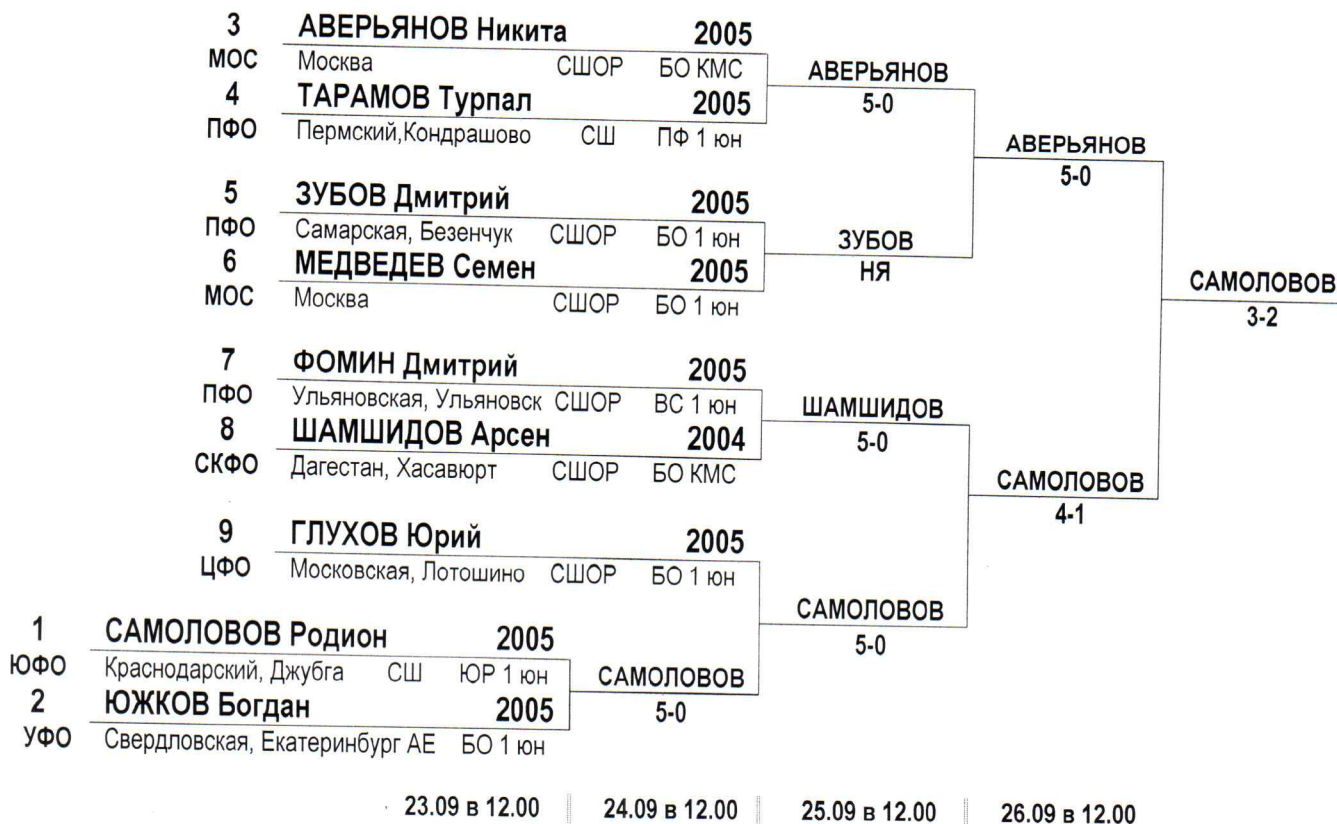 3 АВЕРЬЯНОВ Никита 2005
МОС Москва СШОР БО КМС
АВЕРЬЯНОВ
5-0
4 ТАРАМОВ Турпал 2005
ПФО Пермский,Кондрашово СШ ПФ 1 юн
АВЕРЬЯНОВ
5-0
5 ЗУБОВ Дмитрий 2005
ПФО Самарская, Безенчук СШОР БО 1 юн
ЗУБОВ
НЯ
6 МЕДВЕДЕВ Семен 2005
МОС Москва СШОР БО 1 юн
САМОЛОВОВ
3-2
7 ФОМИН Дмитрий 2005
ПФО Ульяновская, Ульяновск СШОР ВС 1 юн
ШАМШИДОВ
5-0
8 ШАМШИДОВ Арсен 2004
СКФО Дагестан, Хасавюрт СШОР БО КМС
САМОЛОВОВ
4-1
9 ГЛУХОВ Юрий 2005
ЦФО Московская, Лотошино СШОР БО 1 юн
САМОЛОВОВ
5-0
1 САМОЛОВОВ Родион 2005
ЮФО Краснодарский, Джубга СШ ЮР 1 юн
САМОЛОВОВ
5-0
2 ЮЖКОВ Богдан 2005
УФО Свердловская, Екатеринбург АЕ БО 1 юн
23.09 в 12.00 24.09 в 12.00 25.09 в 12.00 26.09 в 12.00